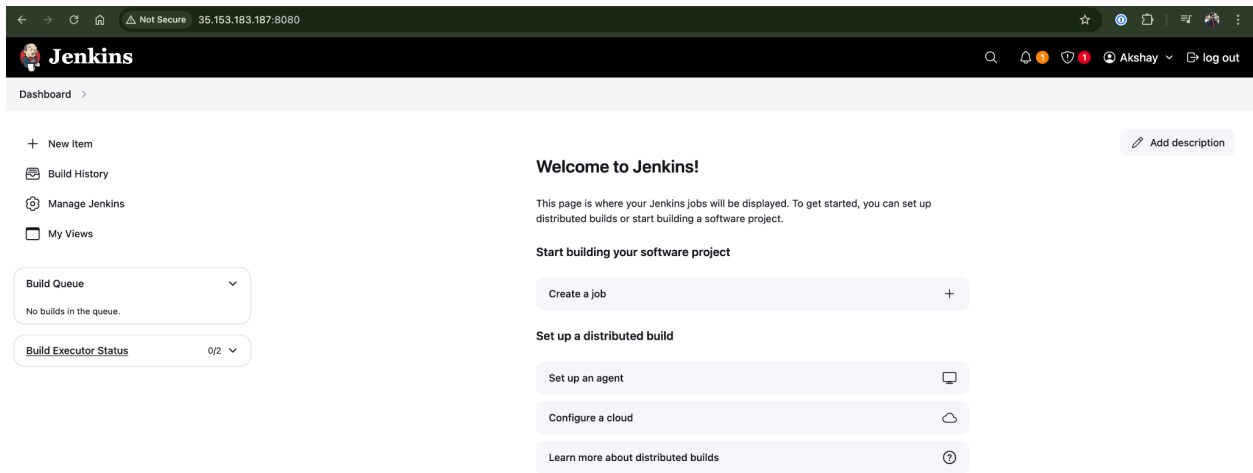 Not Secure 35.153.183.187:8080
Jenkins
1 1 Akshay log out
Dashboard >
New Item
Build History
Manage Jenkins
My Views
Build Queue
No builds in the queue.
Build Executor Status 0/2
Add description
Welcome to Jenkins!
This page is where your Jenkins jobs will be displayed. To get started, you can set up
distributed builds or start building a software project.
Start building your software project
Create a job
Set up a distributed build
Set up an agent
Configure a cloud
Learn more about distributed builds